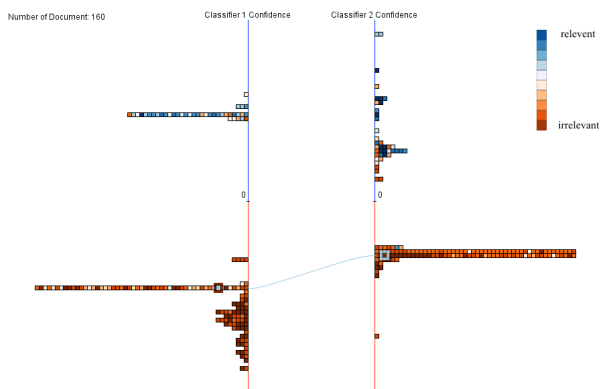 Number of Document: 160
Classifier 1 Confidence
Classifier 2 Confidence
relevent
irrelevant
0
0